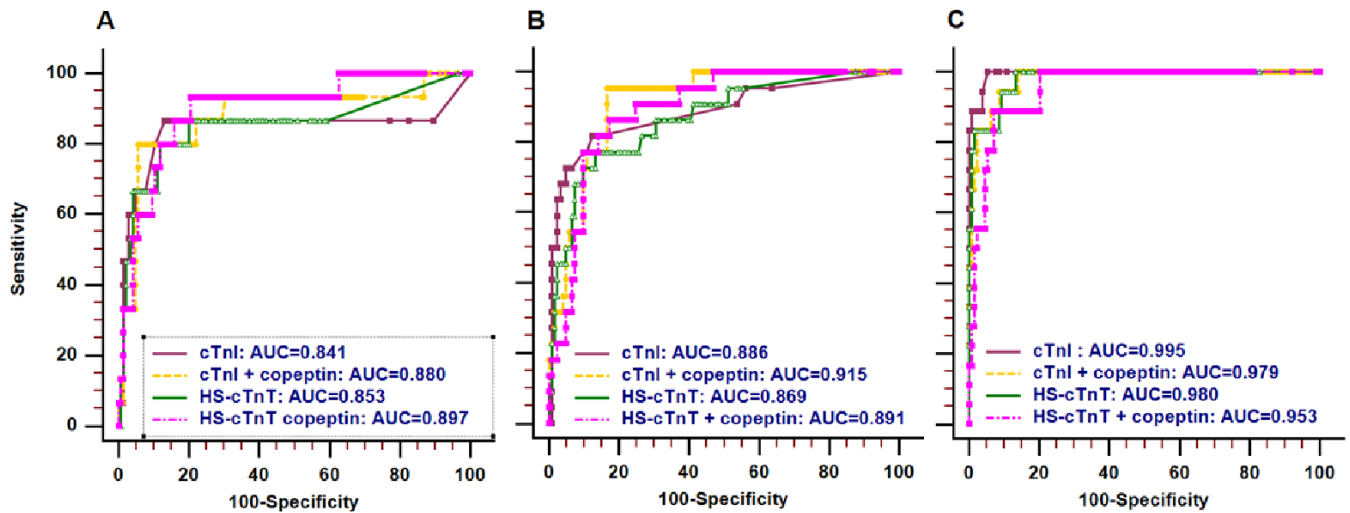 A
B
C
Sensitivity
100
80
60
40
20
0
cTnI: AUC=0.841
cTnI + copeptin: AUC=0.880
HS-cTnT: AUC=0.853
HS-cTnT copeptin: AUC=0.897
0 20 40 60 80 100
100-Specificity
cTnI: AUC=0.886
cTnI + copeptin: AUC=0.915
HS-cTnT: AUC=0.869
HS-cTnT + copeptin: AUC=0.891
0 20 40 60 80 100
100-Specificity
cTnI : AUC=0.995
cTnI + copeptin: AUC=0.979
HS-cTnT: AUC=0.980
HS-cTnT + copeptin: AUC=0.953
0 20 40 60 80 100
100-Specificity